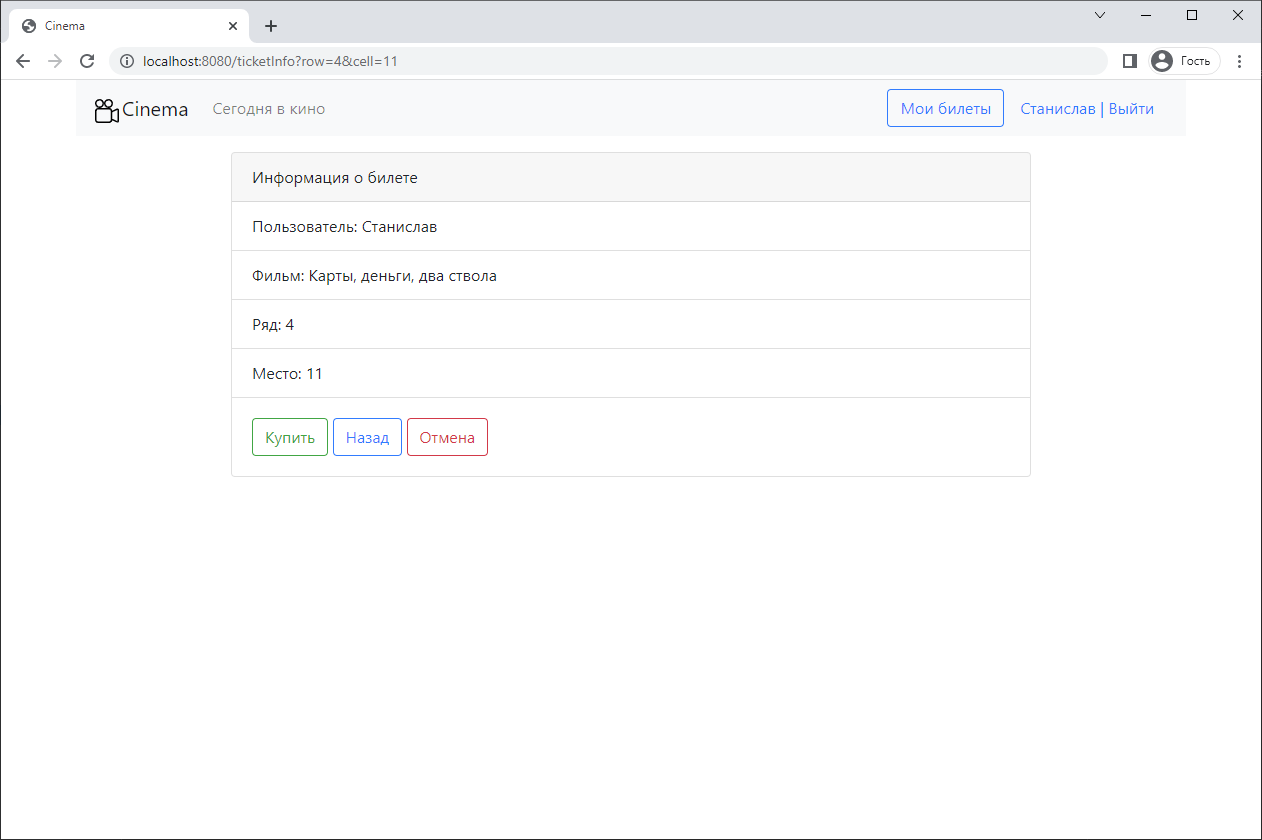 Cinema
localhost:8080/ticketInfo?row=4&cell=11
Гость
Cinema Сегодня в кино Мои билеты Станислав | Выйти
Информация о билете
Пользователь: Станислав
Фильм: Карты, деньги, два ствола
Ряд: 4
Место: 11
Купить Назад Отмена